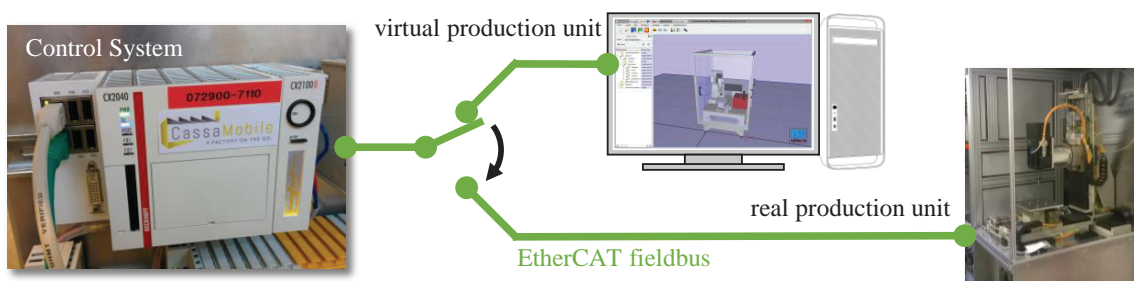 virtual production unit
Control System
CX2040
072900-7110
CX2100
CassaMobile
A FACTORY ON THE GO.
BECKHOFF
real production unit
EtherCAT fieldbus